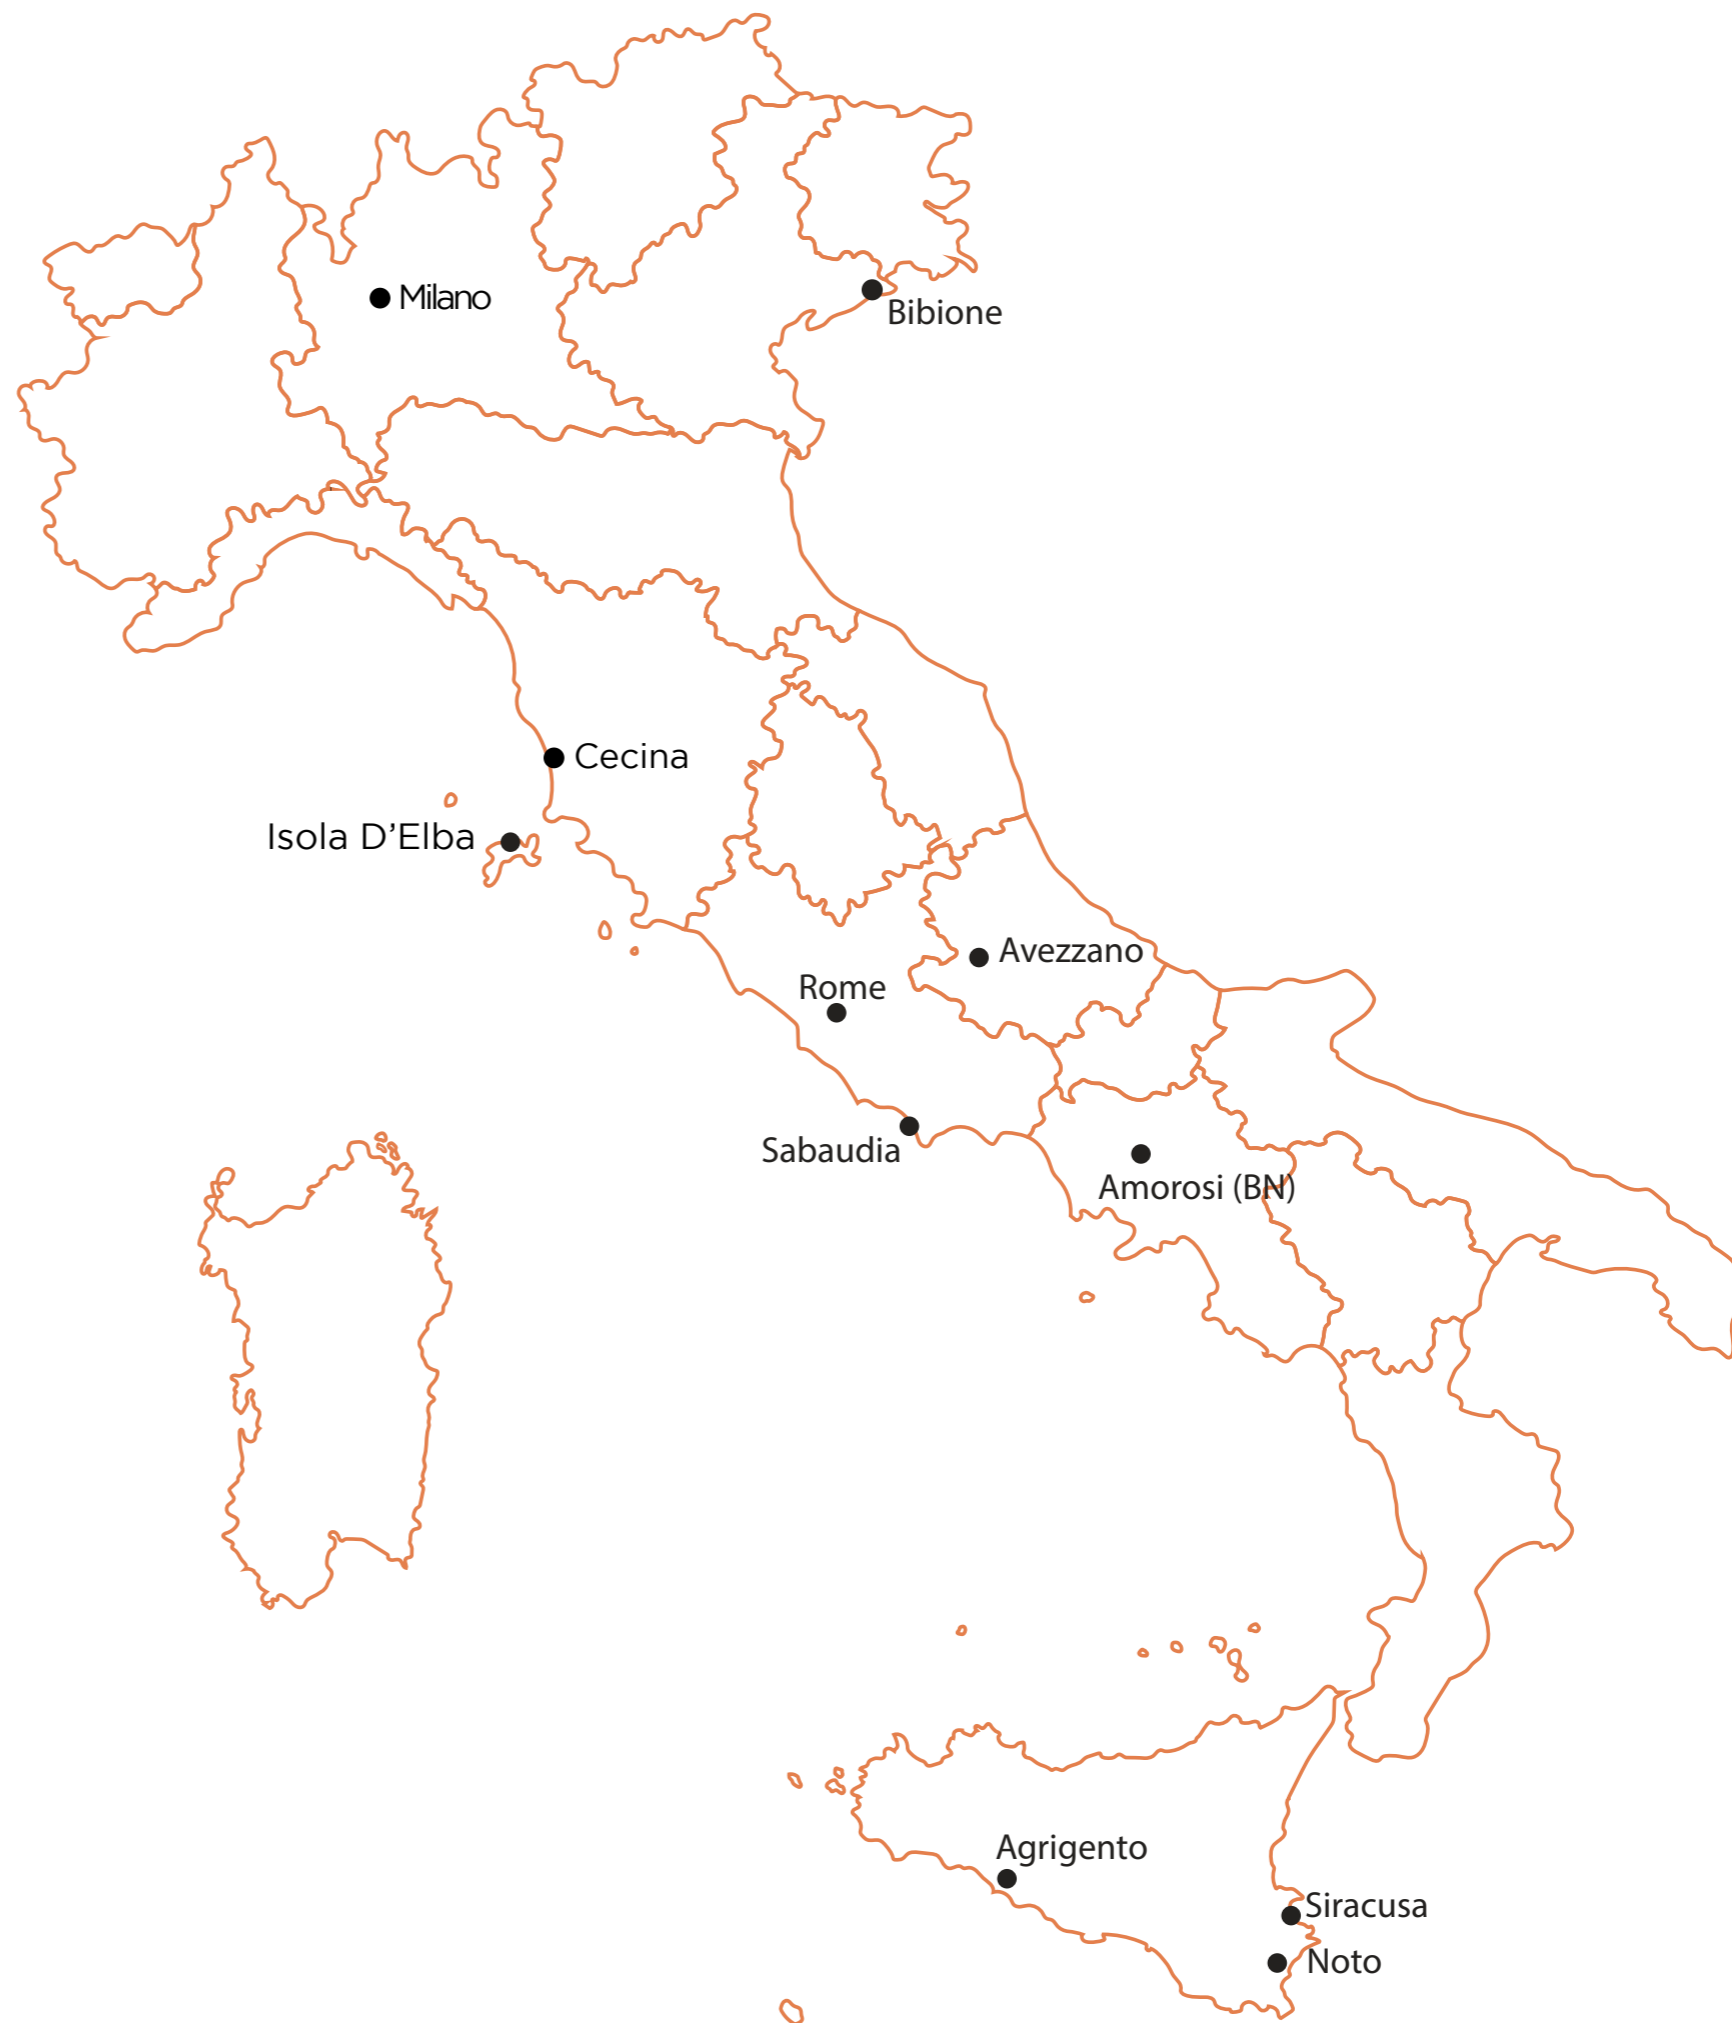 Milano
Bibione
Cecina
Isola D’Elba
Avezzano
Rome
Sabaudia
Amorosi (BN)
Agrigento
Siracusa
Noto